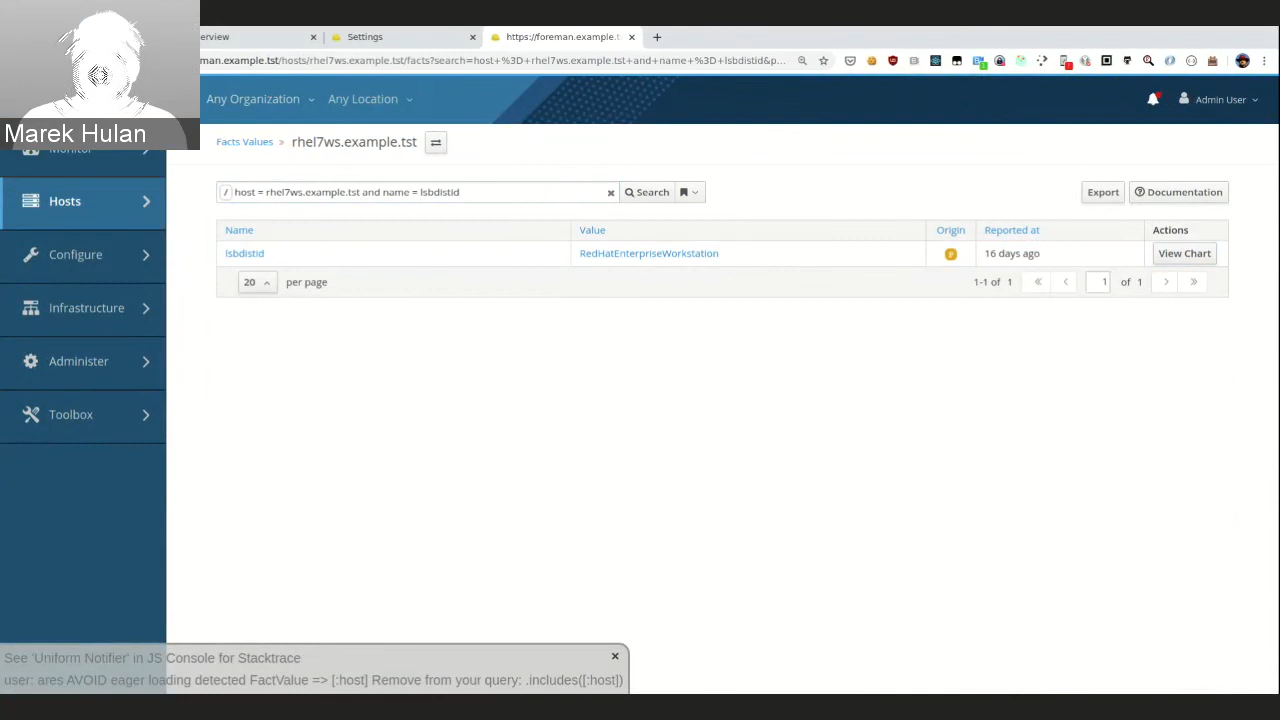 erview
Settings
https://foreman.example.t
man.example.tst/hosts/rhel7ws.example.tst/facts?search=host+%3D+rhel7ws.example.tst+and+name+%3D+lsbdistid&p...
Any Organization
Any Location
Admin User
Marek Hulan
Monitor
Hosts
Configure
Infrastructure
Administer
Toolbox
Facts Values » rhel7ws.example.tst
/ host = rhel7ws.example.tst and name = lsbdistid
Search
Export
Documentation
Name Value Origin Reported at Actions
lsbdistid RedHatEnterpriseWorkstation P 16 days ago View Chart
20 per page
1-1 of 1 « ‹ 1 of 1 › »
See 'Uniform Notifier' in JS Console for Stacktrace
user: ares AVOID eager loading detected FactValue => [:host] Remove from your query: .includes([:host])